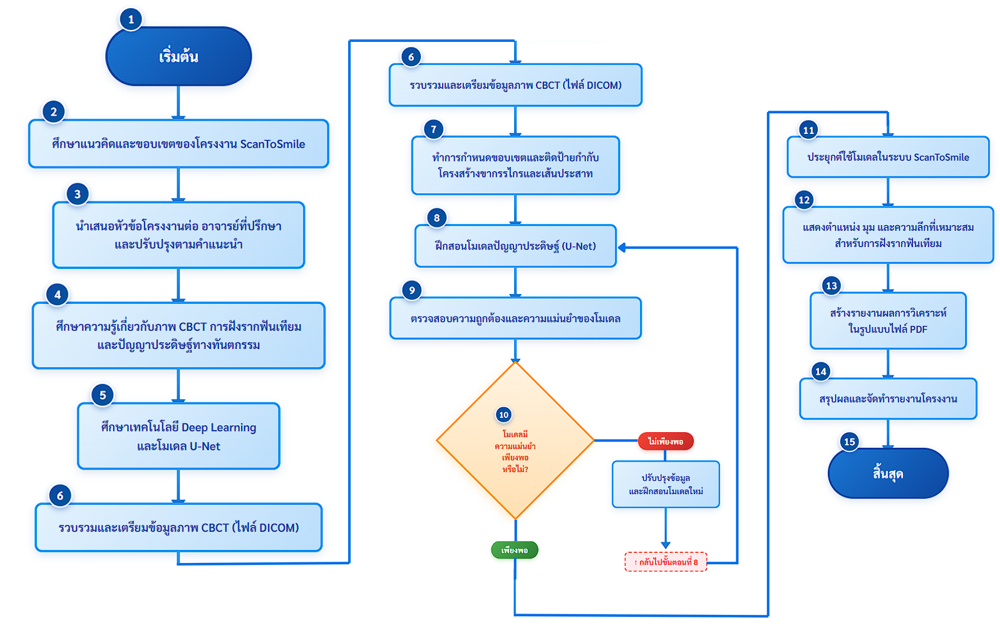 1
เริ่มต้น
2
ศึกษาแนวคิดและขอบเขตของโครงงาน ScanToSmile
3
นำเสนอหัวข้อโครงงานต่อ อาจารย์ที่ปรึกษา
และปรับปรุงตามคำแนะนำ
4
ศึกษาความรู้เกี่ยวกับภาพ CBCT การฝังรากฟันเทียม
และปัญญาประดิษฐ์ทางทันตกรรม
5
ศึกษาเทคโนโลยี Deep Learning
และโมเดล U-Net
6
รวบรวมและเตรียมข้อมูลภาพ CBCT (ไฟล์ DICOM)
6
รวบรวมและเตรียมข้อมูลภาพ CBCT (ไฟล์ DICOM)
7
ทำการกำหนดขอบเขตและติดป้ายกำกับ
โครงสร้างขากรรไกรและเส้นประสาท
8
ฝึกสอนโมเดลปัญญาประดิษฐ์ (U-Net)
9
ตรวจสอบความถูกต้องและความแม่นยำของโมเดล
10
โมเดลมี
ความแม่นยำ
เพียงพอ
หรือไม่?
ไม่เพียงพอ
ปรับปรุงข้อมูล
และฝึกสอนโมเดลใหม่
↑ กลับไปขั้นตอนที่ 8
เพียงพอ
11
ประยุกต์ใช้โมเดลในระบบ ScanToSmile
12
แสดงตำแหน่ง มุม และความลึกที่เหมาะสม
สำหรับการฝังรากฟันเทียม
13
สร้างรายงานผลการวิเคราะห์
ในรูปแบบไฟล์ PDF
14
สรุปผลและจัดทำรายงานโครงงาน
15
สิ้นสุด